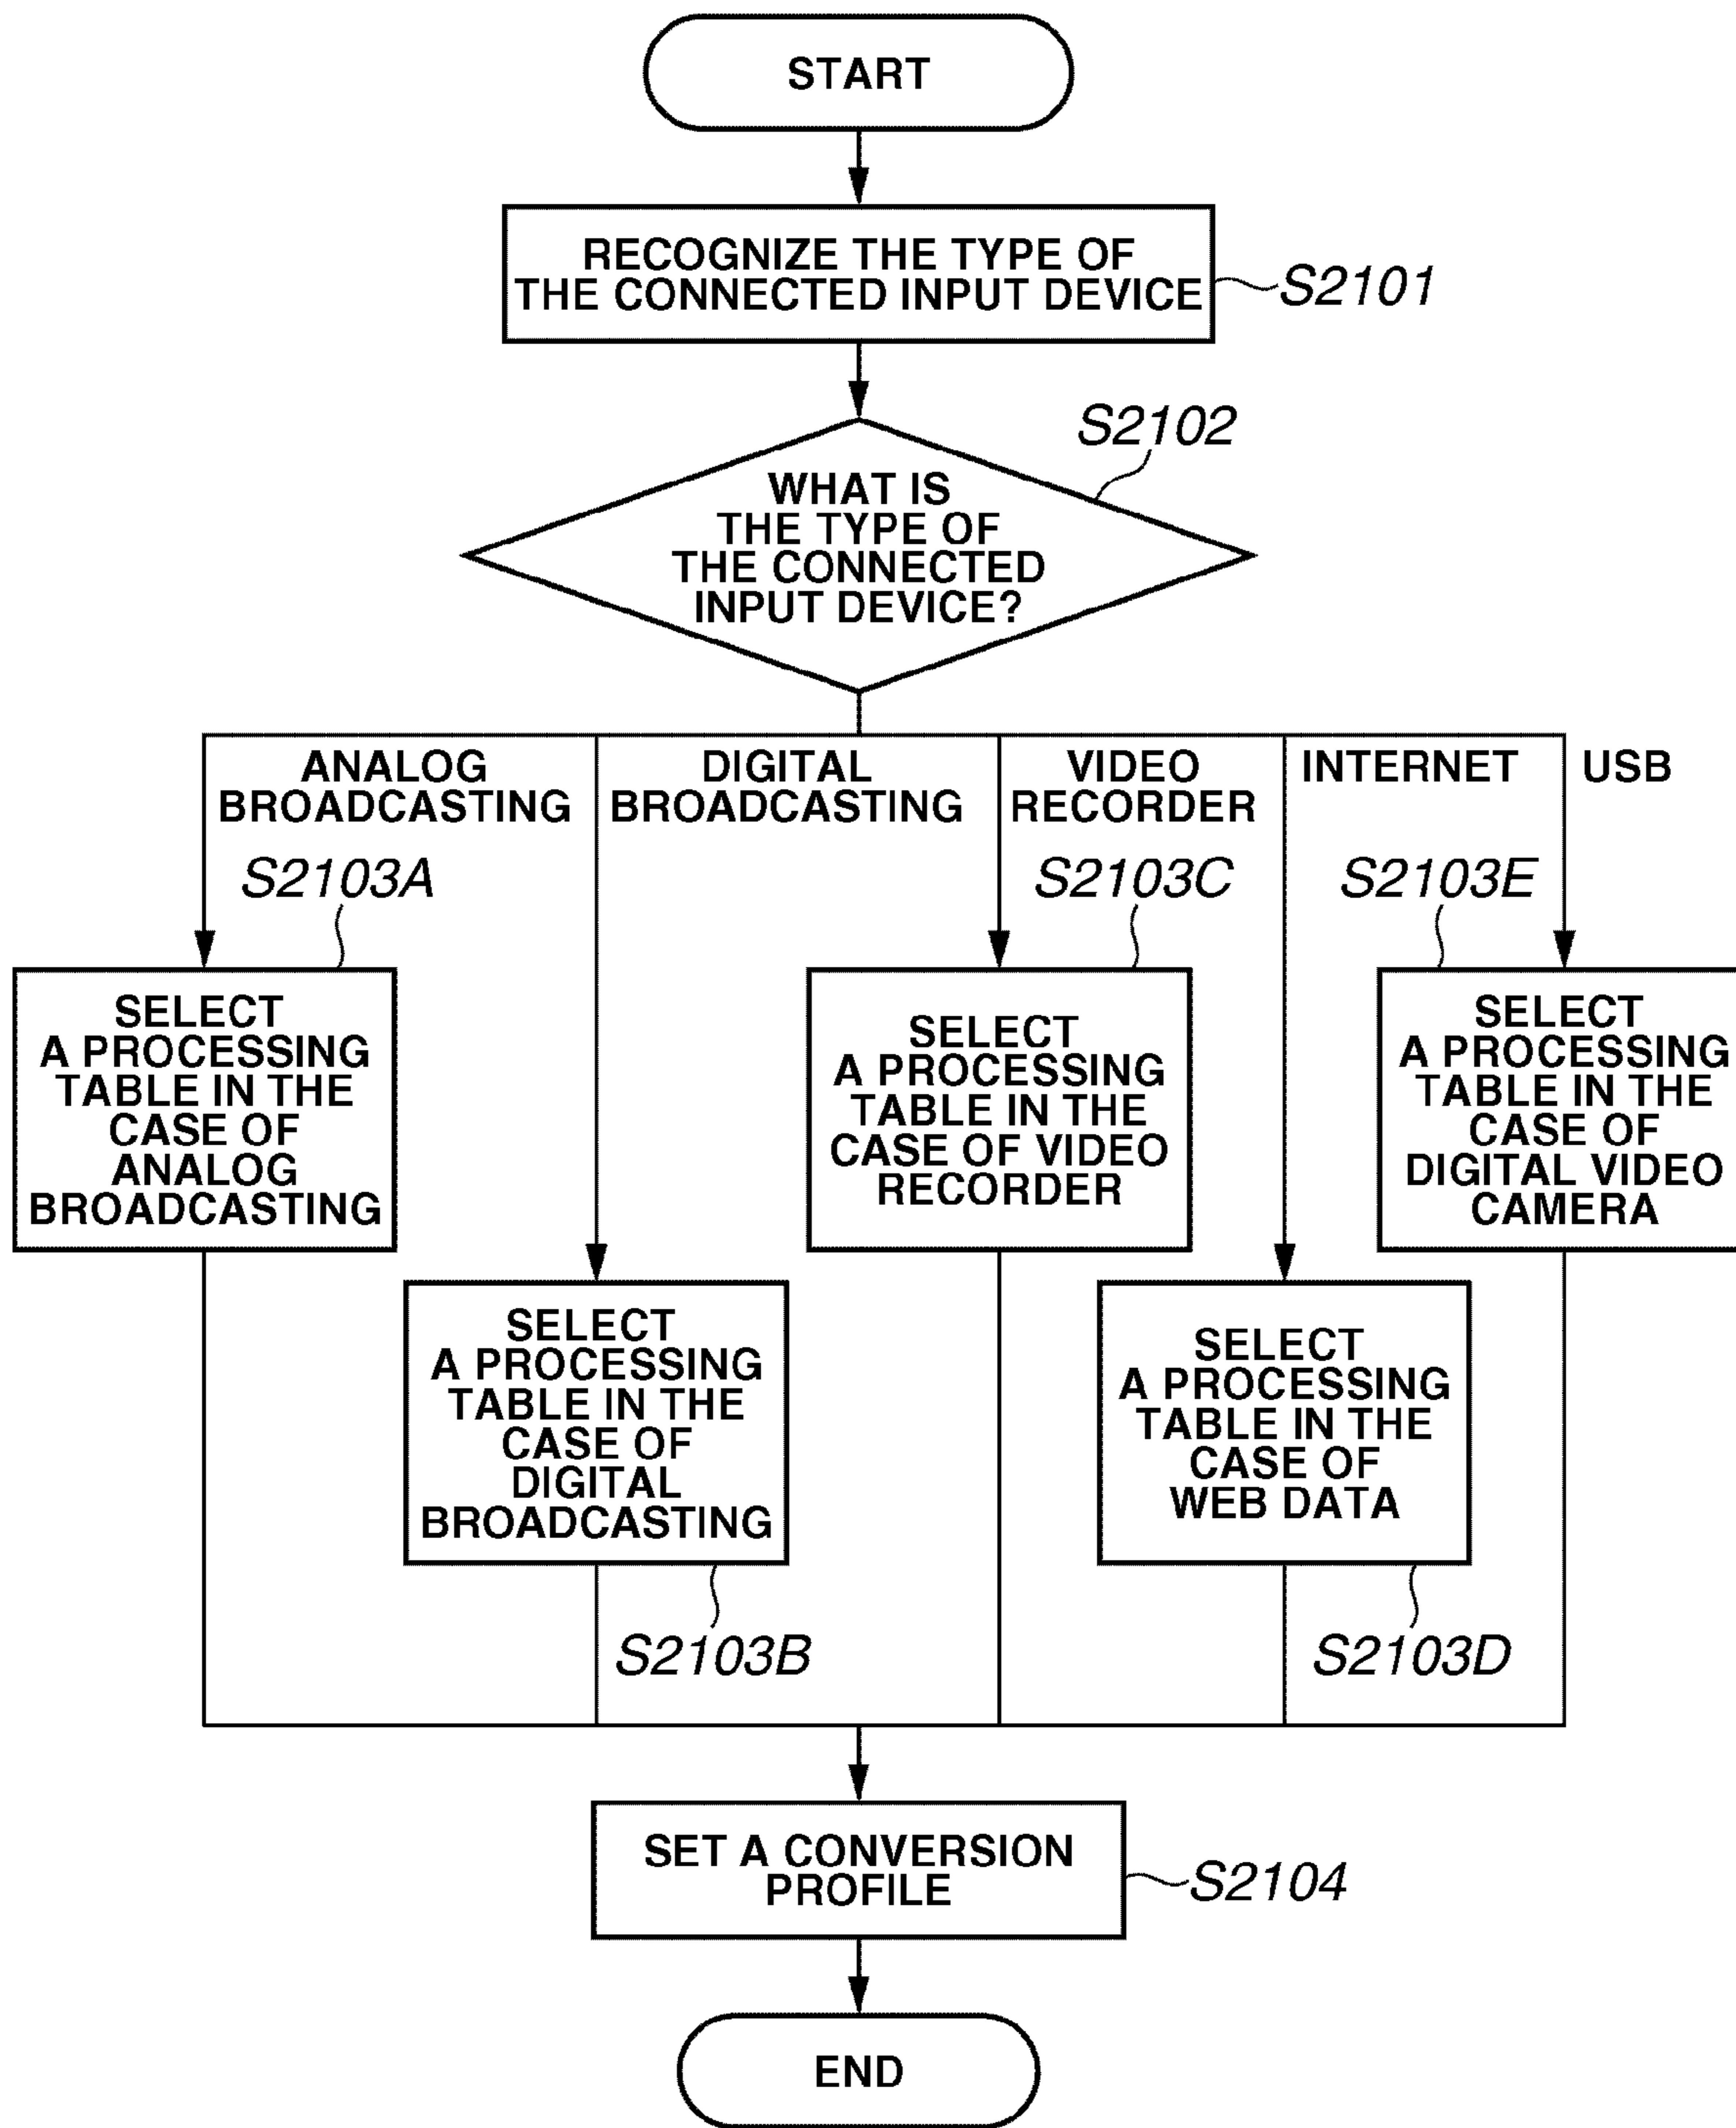 START
RECOGNIZE THE TYPE OF
THE CONNECTED INPUT DEVICE
S2101
S2102
WHAT IS
THE TYPE OF
THE CONNECTED
INPUT DEVICE?
ANALOG
BROADCASTING
DIGITAL
BROADCASTING
VIDEO
RECORDER
INTERNET
USB
S2103A
S2103C
S2103E
SELECT
A PROCESSING
TABLE IN THE
CASE OF
ANALOG
BROADCASTING
SELECT
A PROCESSING
TABLE IN THE
CASE OF VIDEO
RECORDER
SELECT
A PROCESSING
TABLE IN THE
CASE OF
DIGITAL VIDEO
CAMERA
SELECT
A PROCESSING
TABLE IN THE
CASE OF
DIGITAL
BROADCASTING
SELECT
A PROCESSING
TABLE IN THE
CASE OF
WEB DATA
S2103B
S2103D
SET A CONVERSION
PROFILE
S2104
END